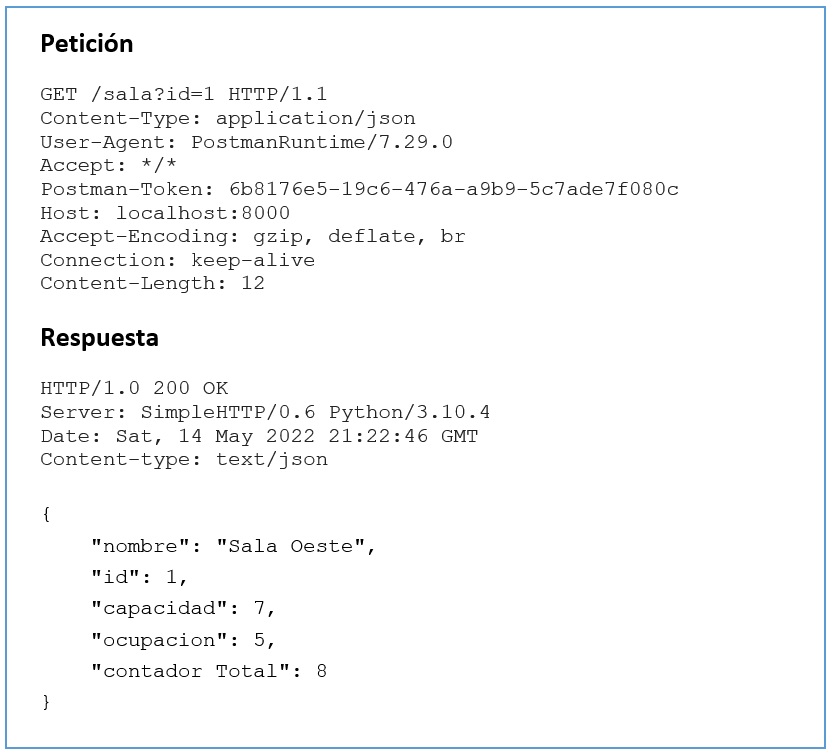 Petición
GET /sala?id=1 HTTP/1.1
Content-Type: application/json
User-Agent: PostmanRuntime/7.29.0
Accept: */*
Postman-Token: 6b8176e5-19c6-476a-a9b9-5c7ade7f080c
Host: localhost:8000
Accept-Encoding: gzip, deflate, br
Connection: keep-alive
Content-Length: 12
Respuesta
HTTP/1.0 200 OK
Server: SimpleHTTP/0.6 Python/3.10.4
Date: Sat, 14 May 2022 21:22:46 GMT
Content-type: text/json
{
    "nombre": "Sala Oeste",
    "id": 1,
    "capacidad": 7,
    "ocupacion": 5,
    "contador Total": 8
}